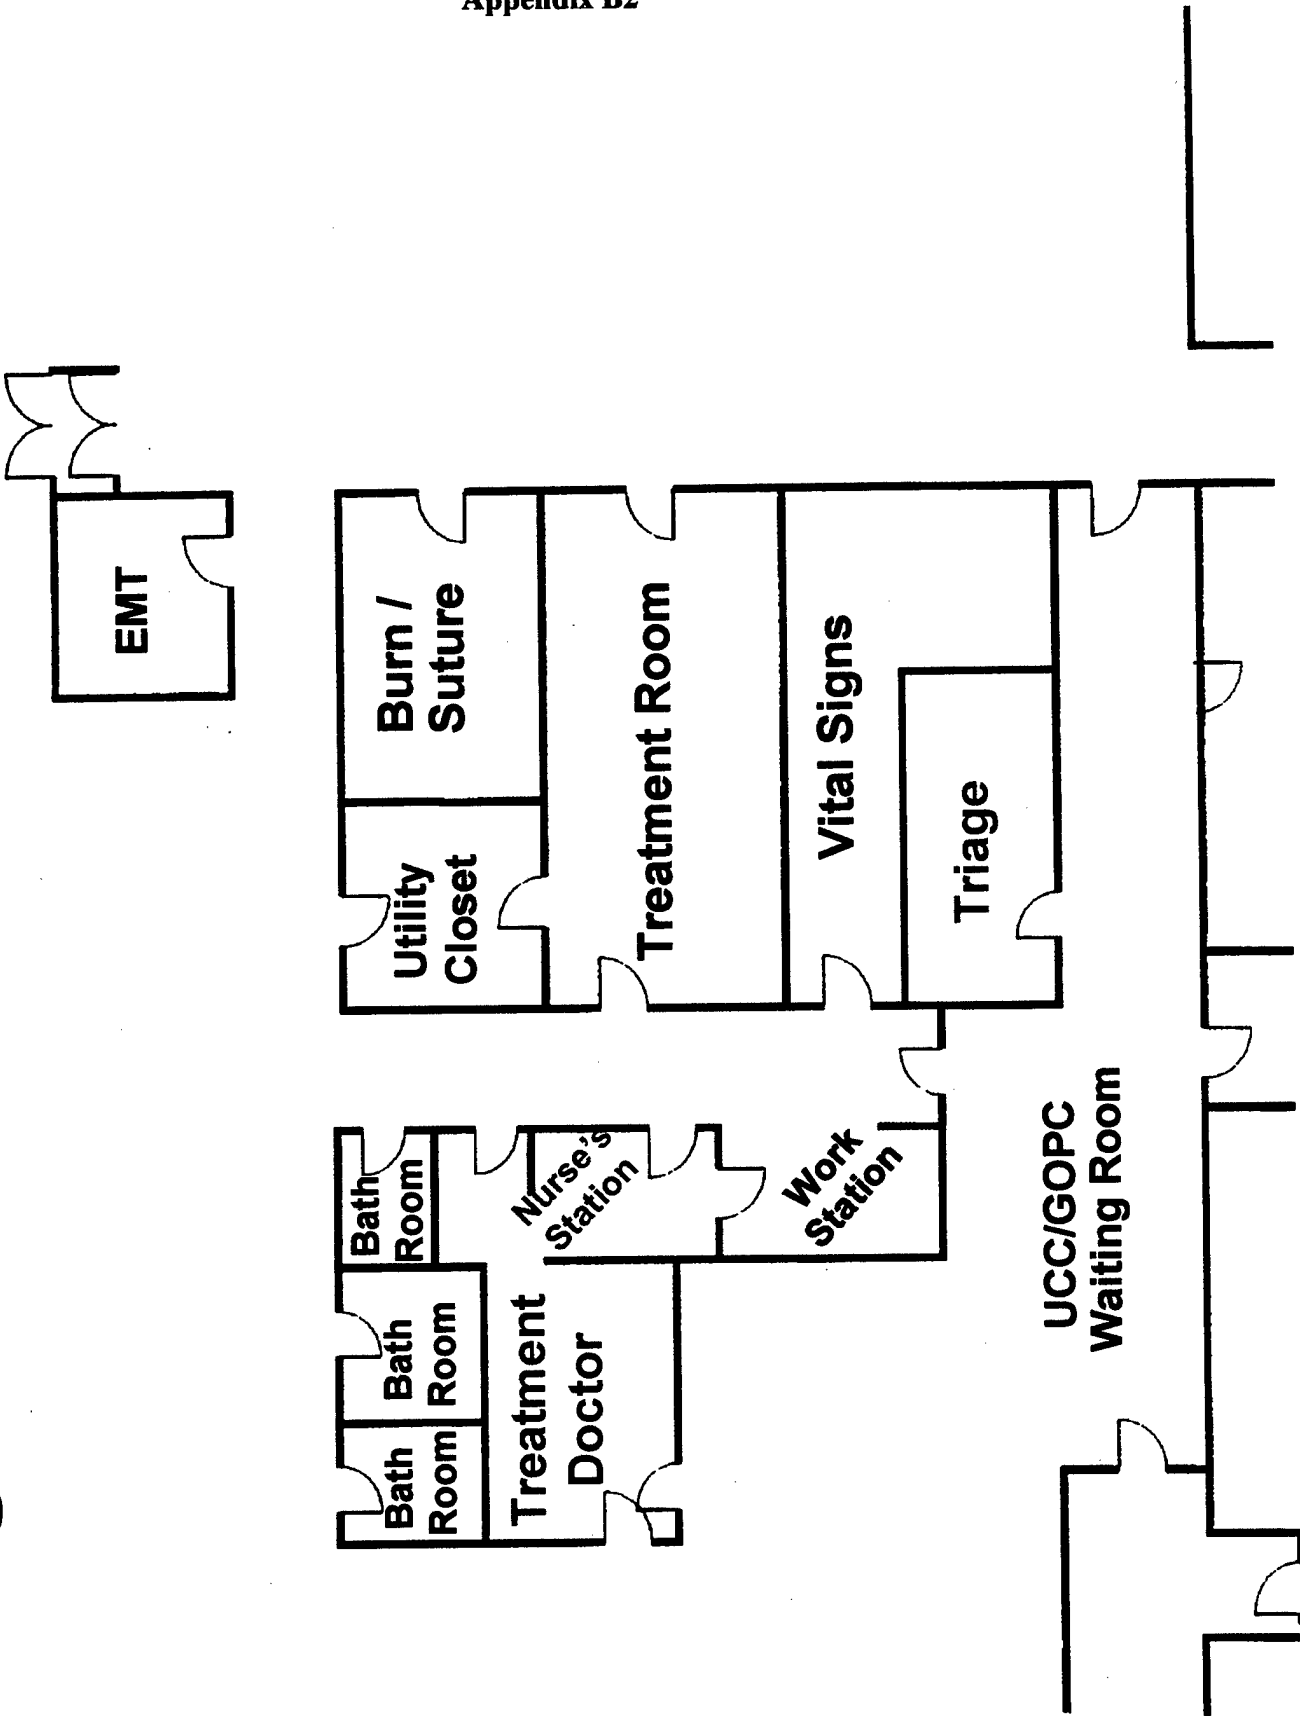 Appendix B2
EMT
Burn /
Suture
Utility
Closet
Treatment Room
Vital Signs
Triage
Bath
Room
Bath
Room
Bath
Room
Nurse's
Station
Work
Station
Treatment
Doctor
UCC/GOPC
Waiting Room